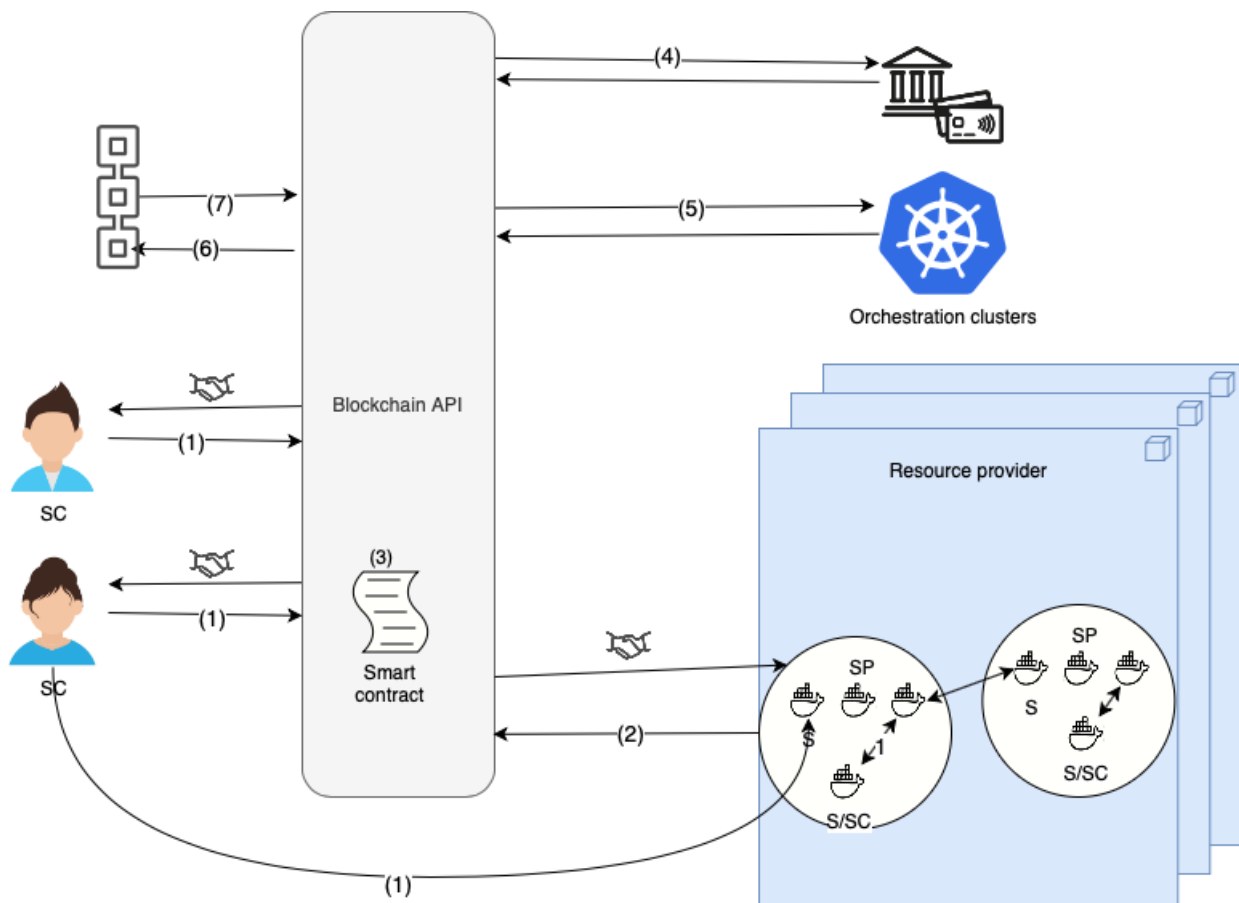 (4)
(7)
(5)
(6)
Orchestration clusters
Blockchain API
(1)
SC
Resource provider
(3)
(1)
Smart
contract
SC
SP
SP
S
S
(2)
1
S/SC
S/SC
(1)